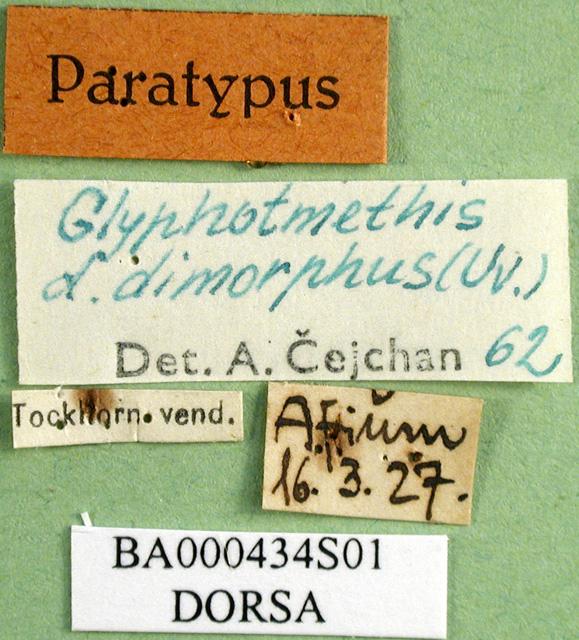 Paratypus
Glyphotmethis
d. dimorphus (Uv.)
Det. A. Čejchan 62
Tockhorn. vend.
Afium
16. 3. 27.
BA000434S01
DORSA